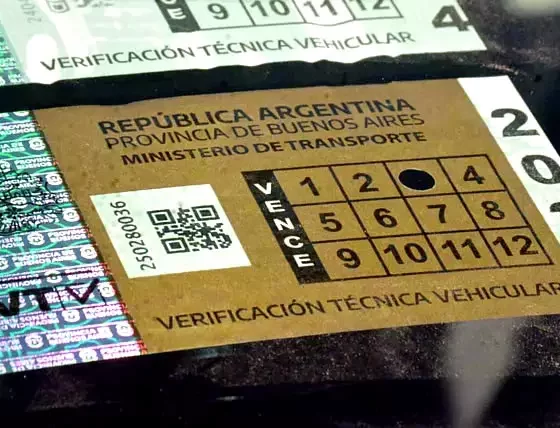 9 10 11 12
VERIFICACIÓN TÉCNICA VEHICULAR
4
REPÚBLICA ARGENTINA
PROVINCIA DE BUENOS AIRES
MINISTERIO DE TRANSPORTE
250280036
VENCE
1 2 4
5 6 7 8
9 10 11 12
VERIFICACIÓN TÉCNICA VEHICULAR
202
VTV